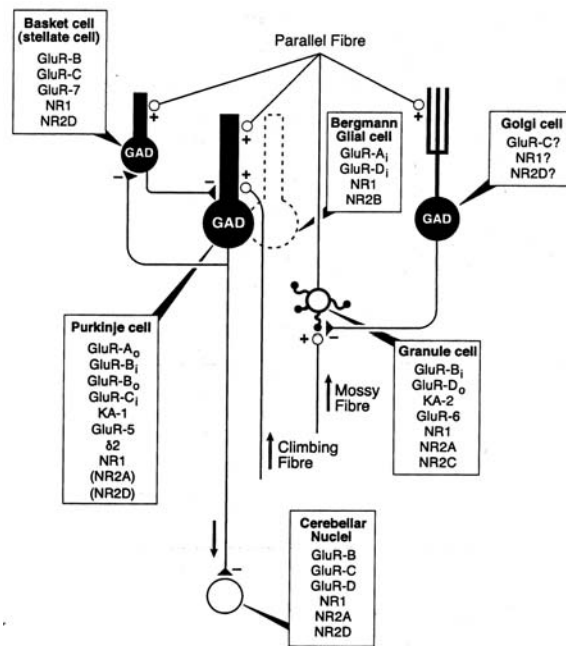 Basket cell
(stellate cell)
GluR-B
GluR-C
GluR-7
NR1
NR2D
Parallel Fibre
+
+
+
+
Bergmann
Glial cell
GluR-Ai
GluR-Di
NR1
NR2B
Golgi cell
GluR-C?
NR1?
NR2D?
GAD
GAD
GAD
−
−
Purkinje cell
GluR-Ao
GluR-Bi
GluR-Bo
GluR-Ci
KA-1
GluR-5
δ2
NR1
(NR2A)
(NR2D)
+
−
Mossy
Fibre
Climbing
Fibre
Granule cell
GluR-Bi
GluR-Do
KA-2
GluR-6
NR1
NR2A
NR2C
−
Cerebellar
Nuclei
GluR-B
GluR-C
GluR-D
NR1
NR2A
NR2D